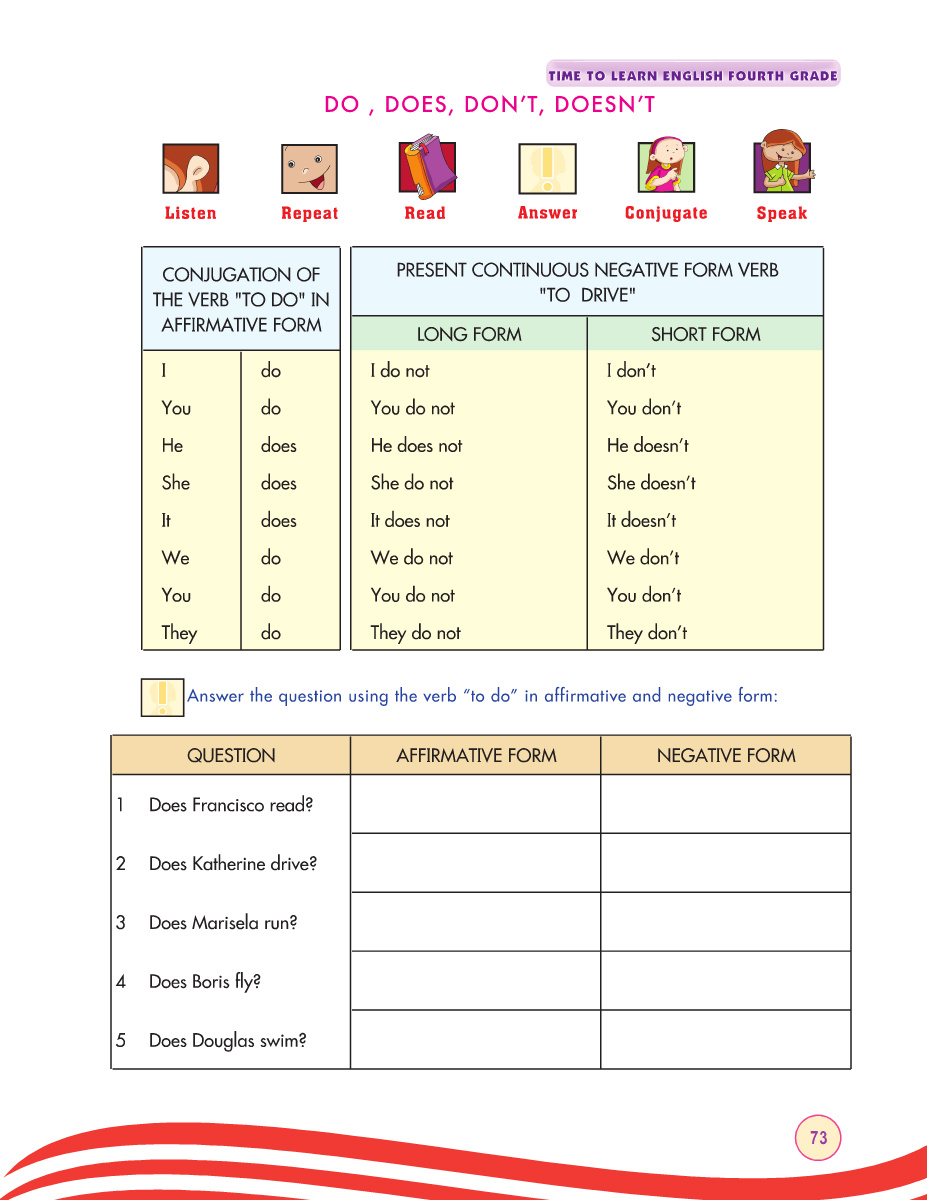 TIME TO LEARN ENGLISH FOURTH GRADE
DO , DOES, DON'T, DOESN'T
Listen Repeat Read Answer Conjugate Speak
CONJUGATION OF
THE VERB "TO DO" IN
AFFIRMATIVE FORM
PRESENT CONTINUOUS NEGATIVE FORM VERB
"TO DRIVE"
LONG FORM SHORT FORM
I do I do not I don't
You do You do not You don't
He does He does not He doesn't
She does She do not She doesn't
It does It does not It doesn't
We do We do not We don't
You do You do not You don't
They do They do not They don't
Answer the question using the verb "to do" in affirmative and negative form:
QUESTION AFFIRMATIVE FORM NEGATIVE FORM
1 Does Francisco read?
2 Does Katherine drive?
3 Does Marisela run?
4 Does Boris fly?
5 Does Douglas swim?
73